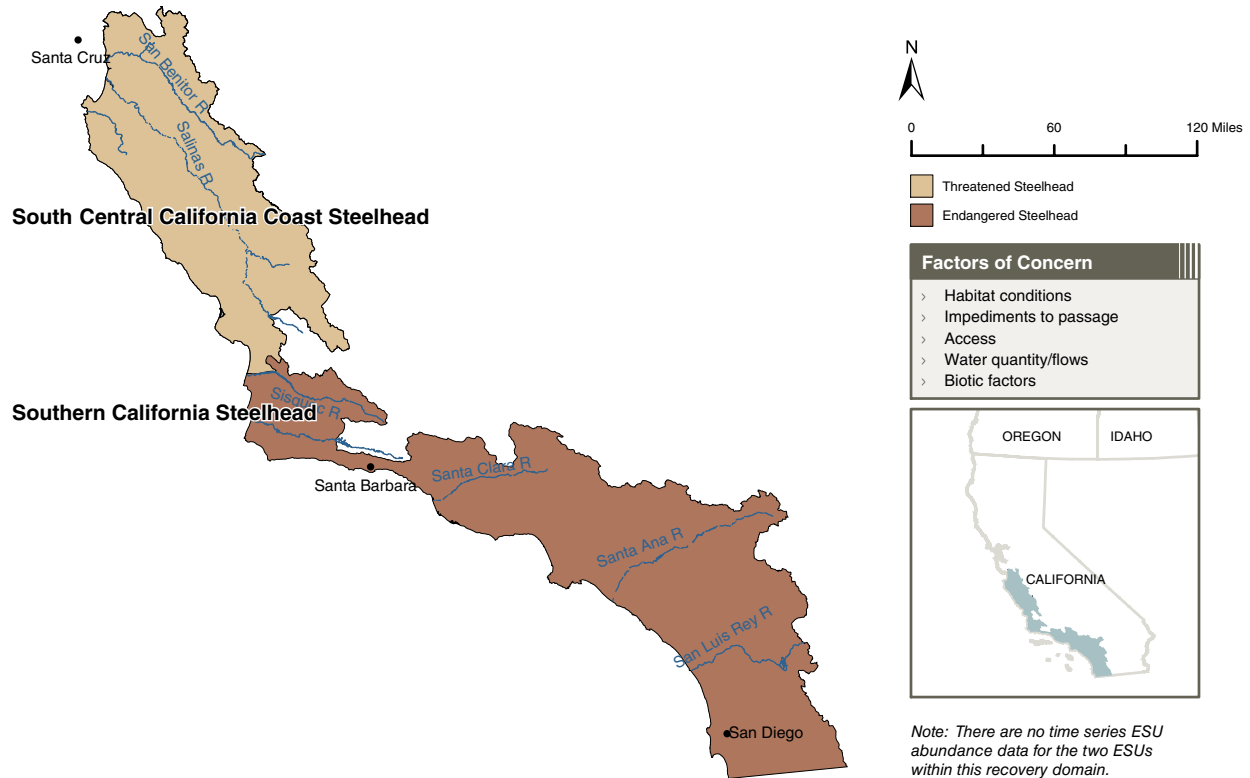 Santa Cruz
San Benitor R
Salinas R
South Central California Coast Steelhead
Sisquoc R
Southern California Steelhead
Santa Barbara
Santa Clara R
Santa Ana R
San Luis Rey R
San Diego
N
0 60 120 Miles
Threatened Steelhead
Endangered Steelhead
Factors of Concern
› Habitat conditions
› Impediments to passage
› Access
› Water quantity/flows
› Biotic factors
OREGON IDAHO
CALIFORNIA
Note: There are no time series ESU
abundance data for the two ESUs
within this recovery domain.